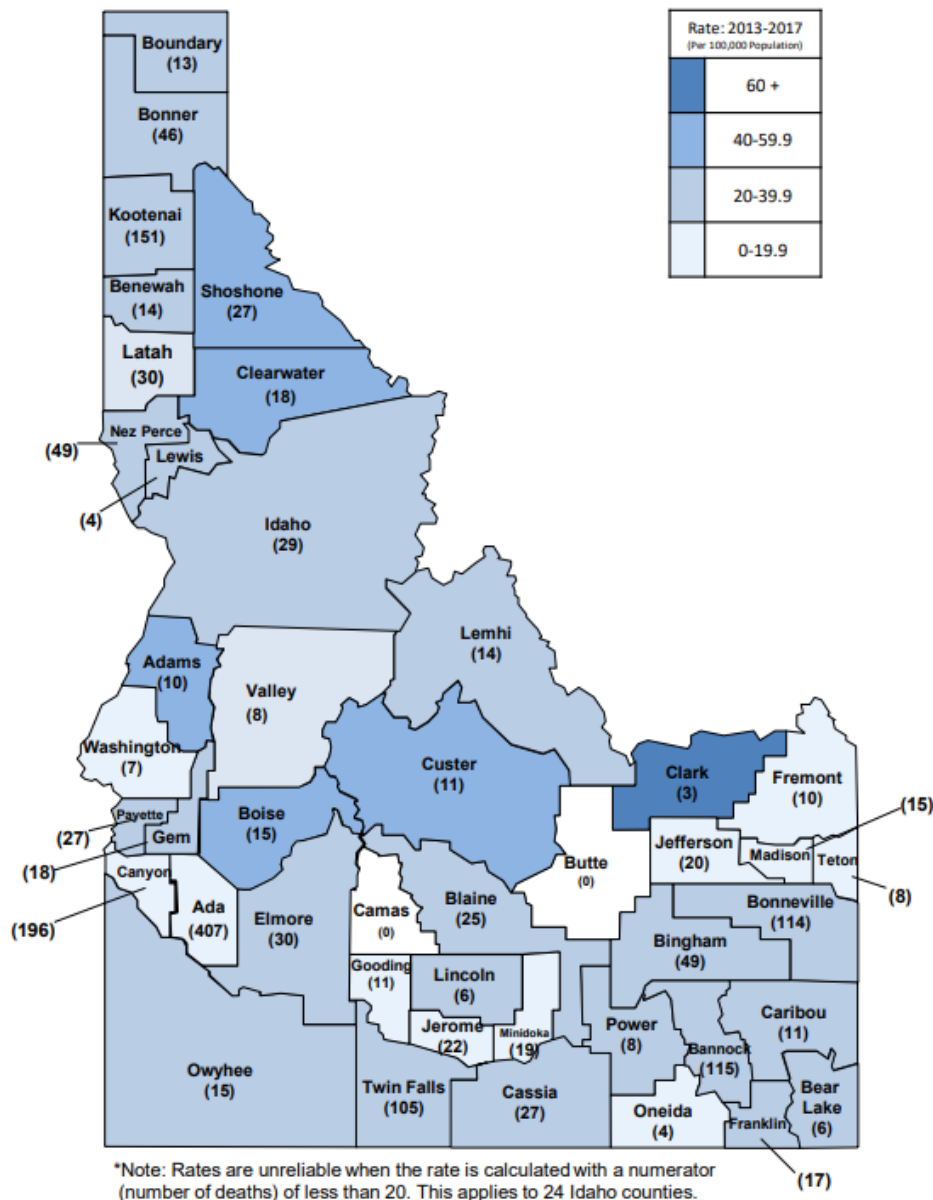 Rate: 2013-2017
(Per 100,000 Population)
60 +
40-59.9
20-39.9
0-19.9
Boundary
(13)
Bonner
(46)
Kootenai
(151)
Benewah
(14)
Shoshone
(27)
Latah
(30)
Clearwater
(18)
Nez Perce
(49)
Lewis
(4)
Idaho
(29)
Lemhi
(14)
Adams
(10)
Valley
(8)
Washington
(7)
Custer
(11)
Clark
(3)
Fremont
(10)
Payette
(27)
Gem
(18)
Boise
(15)
Butte
(0)
Jefferson
(20)
Madison
(15)
Teton
(8)
Canyon
(196)
Ada
(407)
Elmore
(30)
Camas
(0)
Blaine
(25)
Bonneville
(114)
Bingham
(49)
Gooding
(11)
Lincoln
(6)
Jerome
(22)
Minidoka
(19)
Power
(8)
Bannock
(115)
Caribou
(11)
Owyhee
(15)
Twin Falls
(105)
Cassia
(27)
Oneida
(4)
Franklin
(17)
Bear
Lake
(6)
*Note: Rates are unreliable when the rate is calculated with a numerator
(number of deaths) of less than 20. This applies to 24 Idaho counties.